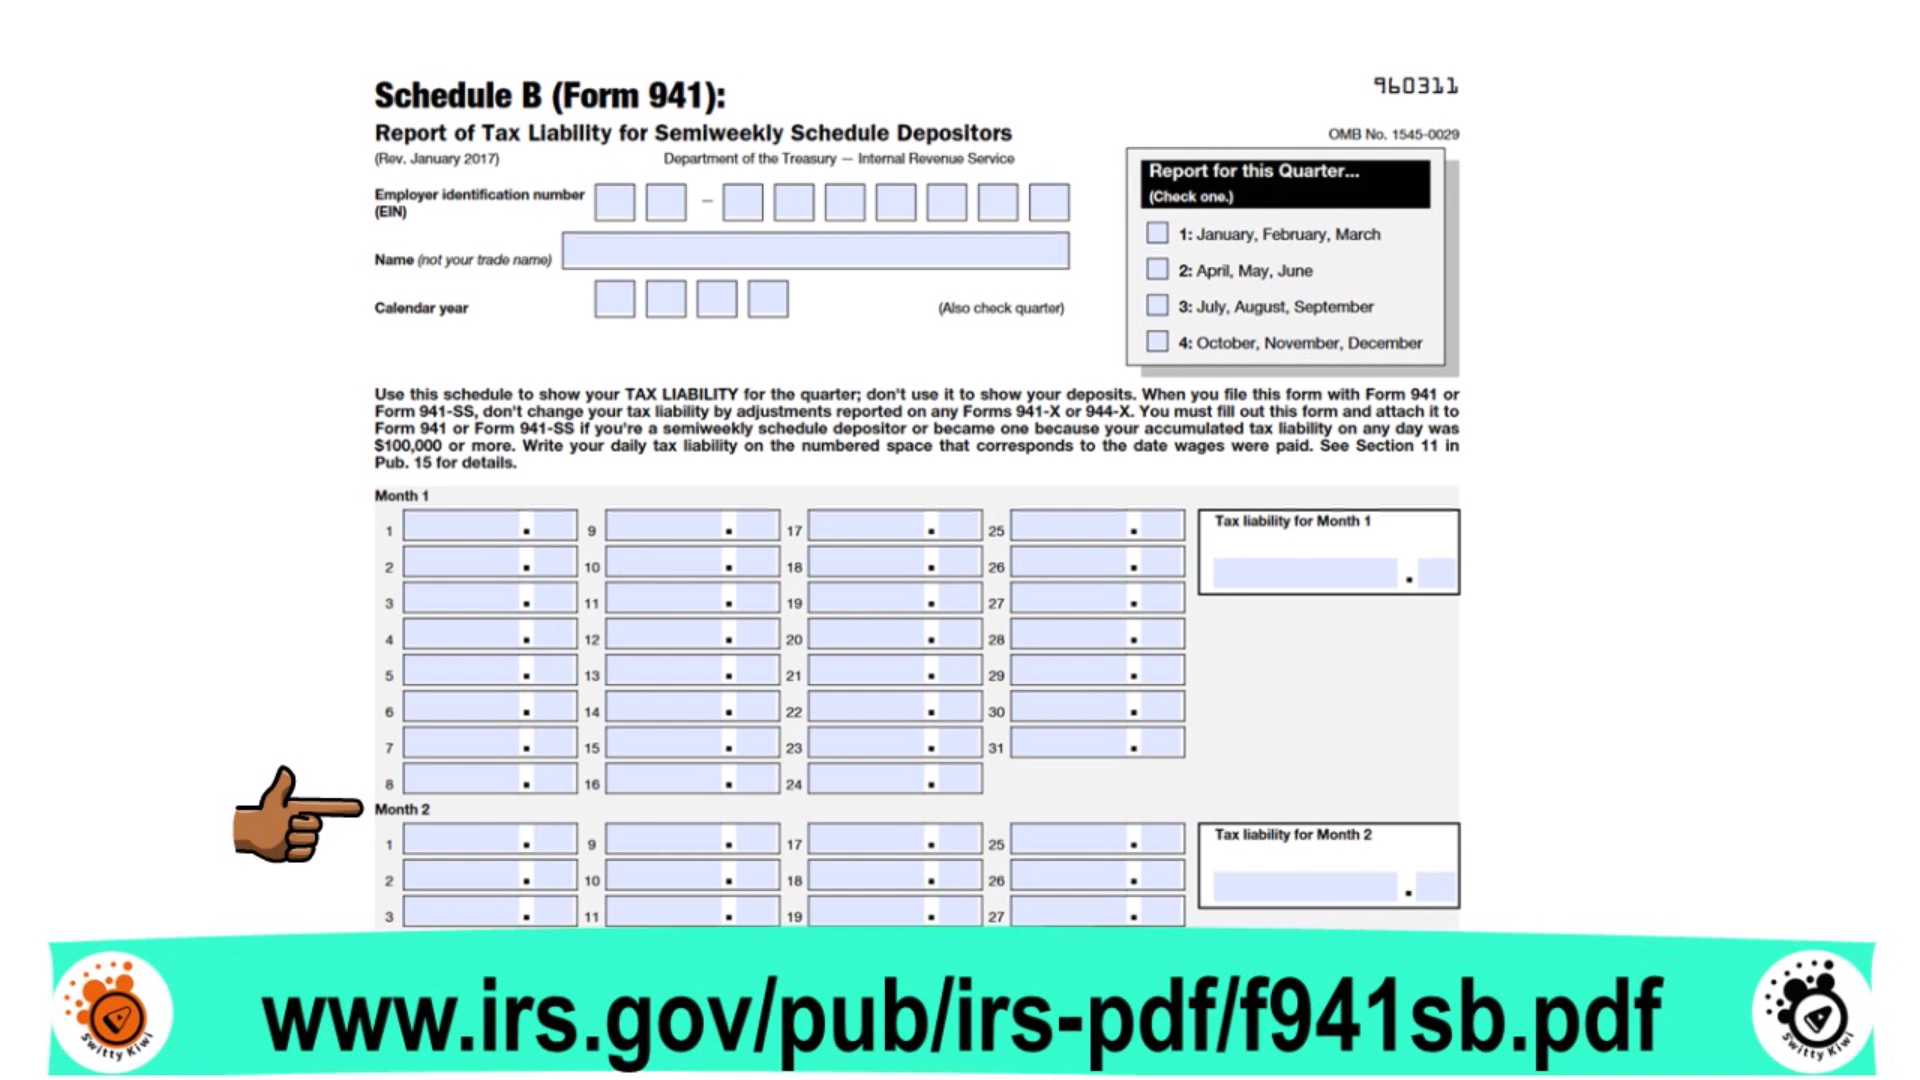 Schedule B (Form 941):
960311
Report of Tax Liability for Semiweekly Schedule Depositors
OMB No. 1545-0029
(Rev. January 2017) Department of the Treasury — Internal Revenue Service
Report for this Quarter...
(Check one.)
Employer identification number
(EIN)
–
1: January, February, March
Name (not your trade name)
2: April, May, June
Calendar year
(Also check quarter)
3: July, August, September
4: October, November, December
Use this schedule to show your TAX LIABILITY for the quarter; don't use it to show your deposits. When you file this form with Form 941 or
Form 941-SS, don't change your tax liability by adjustments reported on any Forms 941-X or 944-X. You must fill out this form and attach it to
Form 941 or Form 941-SS if you're a semiweekly schedule depositor or became one because your accumulated tax liability on any day was
$100,000 or more. Write your daily tax liability on the numbered space that corresponds to the date wages were paid. See Section 11 in
Pub. 15 for details.
Month 1
1 . 9 . 17 . 25 . Tax liability for Month 1
2 . 10 . 18 . 26 . .
3 . 11 . 19 . 27 .
4 . 12 . 20 . 28 .
5 . 13 . 21 . 29 .
6 . 14 . 22 . 30 .
7 . 15 . 23 . 31 .
8 . 16 . 24 .
Month 2
1 . 9 . 17 . 25 . Tax liability for Month 2
2 . 10 . 18 . 26 . .
3 . 11 . 19 . 27 .
www.irs.gov/pub/irs-pdf/f941sb.pdf
Switty Kiwi
Switty Kiwi